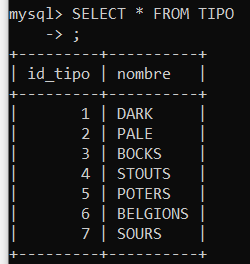 mysql> SELECT * FROM TIPO
    -> ;
+---------+-----------+
| id_tipo | nombre    |
+---------+-----------+
|       1 | DARK      |
|       2 | PALE      |
|       3 | BOCKS     |
|       4 | STOUTS    |
|       5 | POTERS    |
|       6 | BELGIONS  |
|       7 | SOURS     |
+---------+-----------+